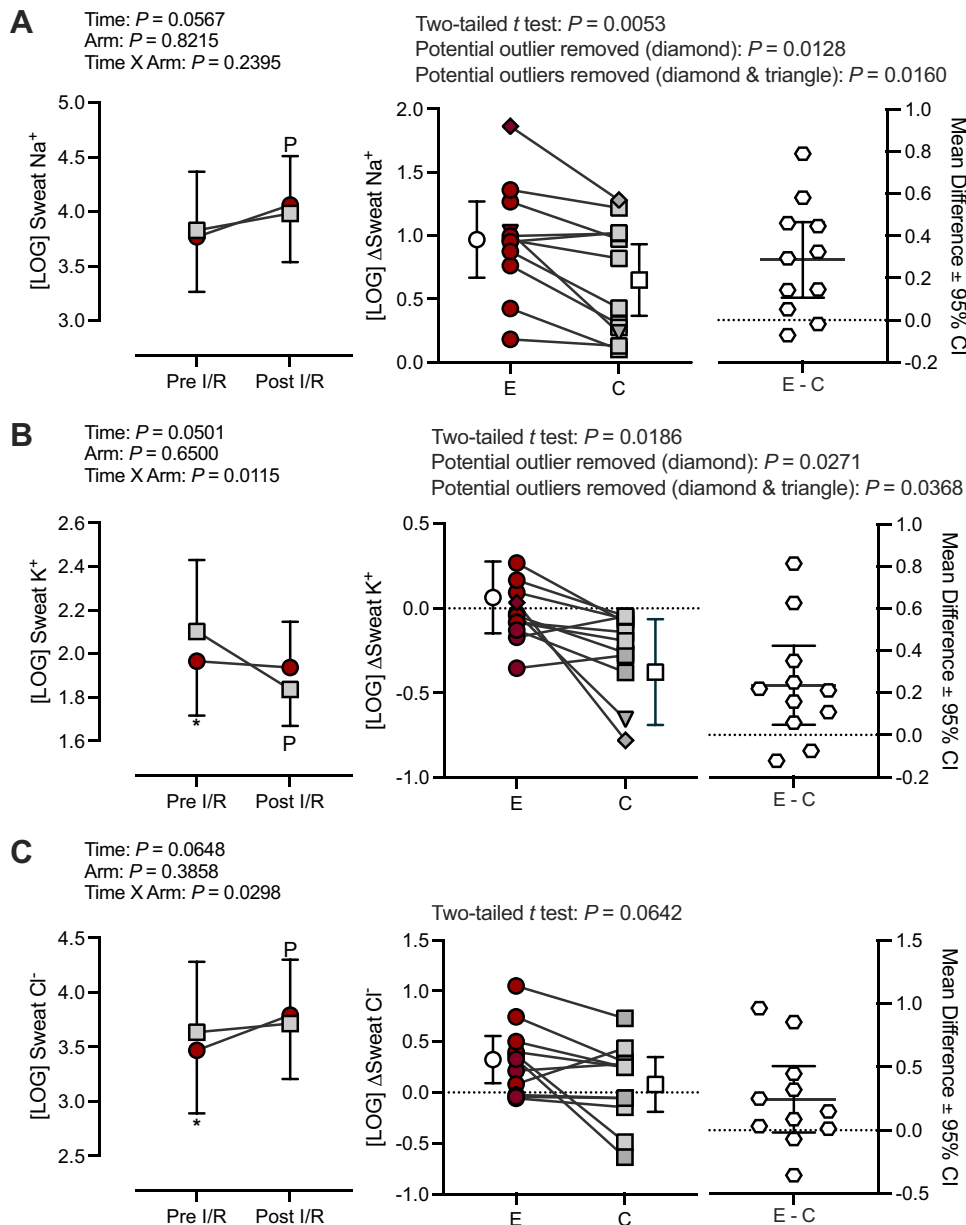 A
Time: P = 0.0567
Arm: P = 0.8215
Time X Arm: P = 0.2395
Two-tailed t test: P = 0.0053
Potential outlier removed (diamond): P = 0.0128
Potential outliers removed (diamond & triangle): P = 0.0160
[LOG] Sweat Na⁺
5.0
4.5
4.0
3.5
3.0
P
Pre I/R
Post I/R
[LOG] ΔSweat Na⁺
2.0
1.5
1.0
0.5
0.0
E
C
1.0
0.8
0.6
0.4
0.2
0.0
-0.2
Mean Difference ± 95% CI
E - C
B
Time: P = 0.0501
Arm: P = 0.6500
Time X Arm: P = 0.0115
Two-tailed t test: P = 0.0186
Potential outlier removed (diamond): P = 0.0271
Potential outliers removed (diamond & triangle): P = 0.0368
[LOG] Sweat K⁺
2.6
2.4
2.2
2.0
1.8
1.6
*
P
Pre I/R
Post I/R
[LOG] ΔSweat K⁺
0.5
0.0
-0.5
-1.0
E
C
1.0
0.8
0.6
0.4
0.2
0.0
-0.2
Mean Difference ± 95% CI
E - C
C
Time: P = 0.0648
Arm: P = 0.3858
Time X Arm: P = 0.0298
Two-tailed t test: P = 0.0642
[LOG] Sweat Cl⁻
4.5
4.0
3.5
3.0
2.5
P
*
Pre I/R
Post I/R
[LOG] ΔSweat Cl⁻
1.5
1.0
0.5
0.0
-0.5
-1.0
E
C
1.5
1.0
0.5
0.0
-0.5
Mean Difference ± 95% CI
E - C